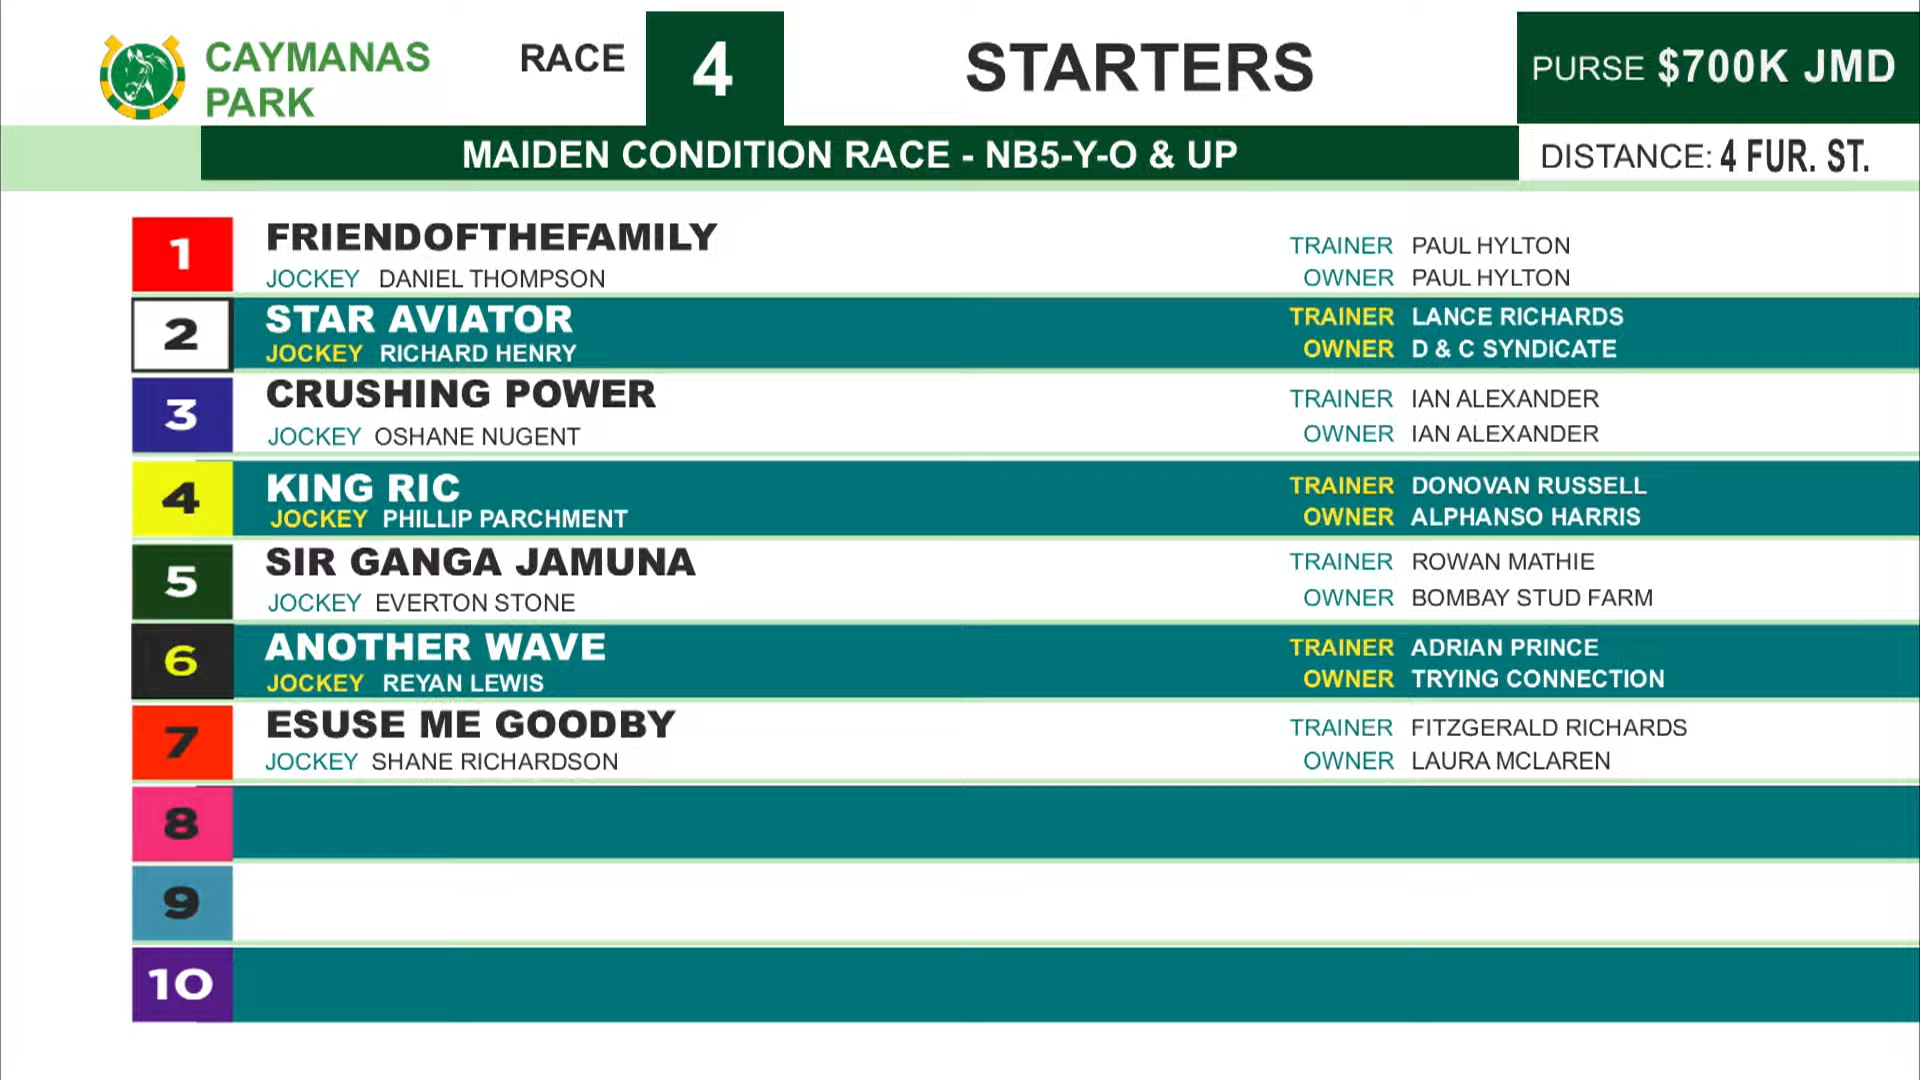 CAYMANAS PARK
RACE 4
STARTERS
PURSE $700K JMD
MAIDEN CONDITION RACE - NB5-Y-O & UP
DISTANCE: 4 FUR. ST.
1 FRIENDOFTHEFAMILY
JOCKEY DANIEL THOMPSON
TRAINER PAUL HYLTON
OWNER PAUL HYLTON
2 STAR AVIATOR
JOCKEY RICHARD HENRY
TRAINER LANCE RICHARDS
OWNER D & C SYNDICATE
3 CRUSHING POWER
JOCKEY OSHANE NUGENT
TRAINER IAN ALEXANDER
OWNER IAN ALEXANDER
4 KING RIC
JOCKEY PHILLIP PARCHMENT
TRAINER DONOVAN RUSSELL
OWNER ALPHANSO HARRIS
5 SIR GANGA JAMUNA
JOCKEY EVERTON STONE
TRAINER ROWAN MATHIE
OWNER BOMBAY STUD FARM
6 ANOTHER WAVE
JOCKEY REYAN LEWIS
TRAINER ADRIAN PRINCE
OWNER TRYING CONNECTION
7 ESUSE ME GOODBY
JOCKEY SHANE RICHARDSON
TRAINER FITZGERALD RICHARDS
OWNER LAURA MCLAREN
8
9
10